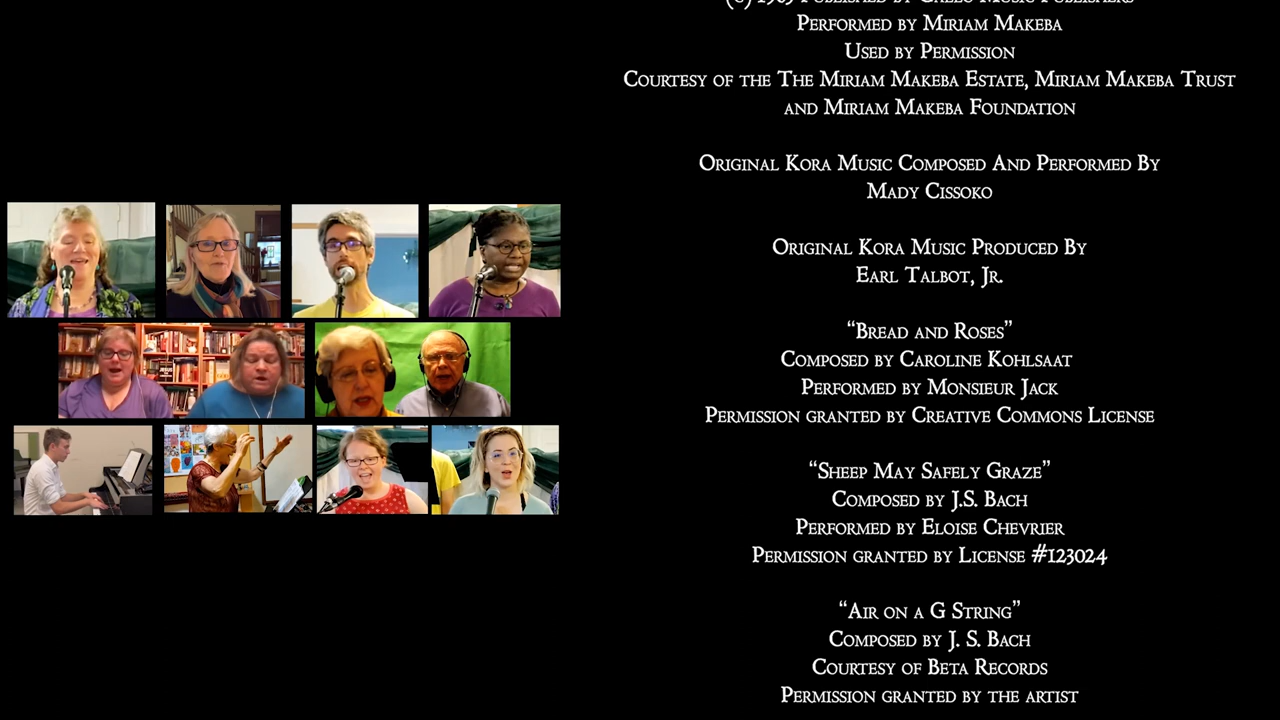 Performed by Miriam Makeba
Used by Permission
Courtesy of the The Miriam Makeba Estate, Miriam Makeba Trust
and Miriam Makeba Foundation
Original Kora Music Composed And Performed By
Mady Cissoko
Original Kora Music Produced By
Earl Talbot, Jr.
“Bread and Roses”
Composed by Caroline Kohlsaat
Performed by Monsieur Jack
Permission granted by Creative Commons License
“Sheep May Safely Graze”
Composed by J.S. Bach
Performed by Eloise Chevrier
Permission granted by License #123024
“Air on a G String”
Composed by J. S. Bach
Courtesy of Beta Records
Permission granted by the artist